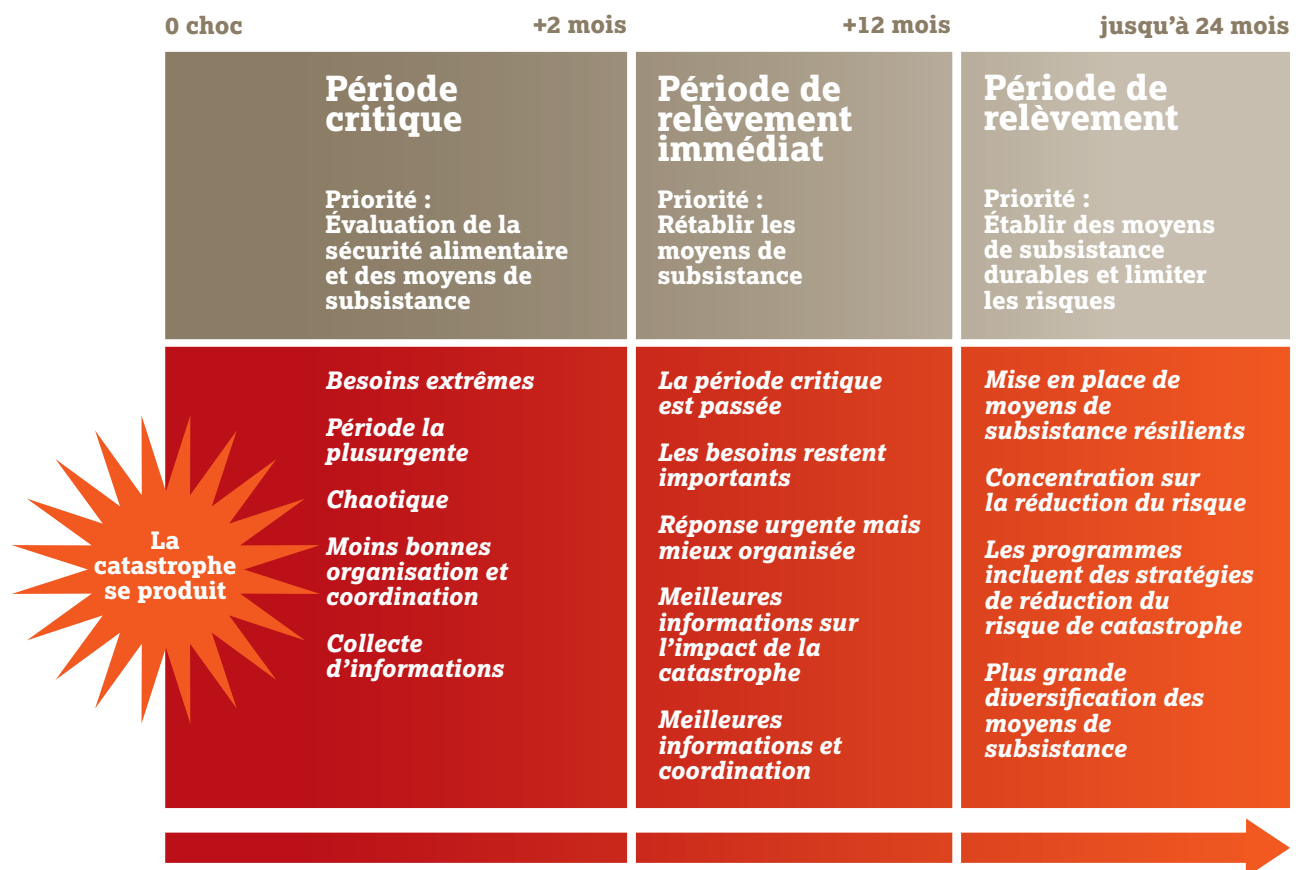 0 choc
+2 mois
+12 mois
jusqu'à 24 mois
Période
critique
Priorité :
Évaluation de la
sécurité alimentaire
et des moyens de
subsistance
Période de
relèvement
immédiat
Priorité :
Rétablir les
moyens de
subsistance
Période de
relèvement
Priorité :
Établir des moyens
de subsistance
durables et limiter
les risques
La
catastrophe
se produit
Besoins extrêmes
Période la
plusurgente
Chaotique
Moins bonnes
organisation et
coordination
Collecte
d'informations
La période critique
est passée
Les besoins restent
importants
Réponse urgente mais
mieux organisée
Meilleures
informations sur
l'impact de la
catastrophe
Meilleures
informations et
coordination
Mise en place de
moyens de
subsistance résilients
Concentration sur
la réduction du risque
Les programmes
incluent des stratégies
de réduction du
risque de catastrophe
Plus grande
diversification des
moyens de
subsistance